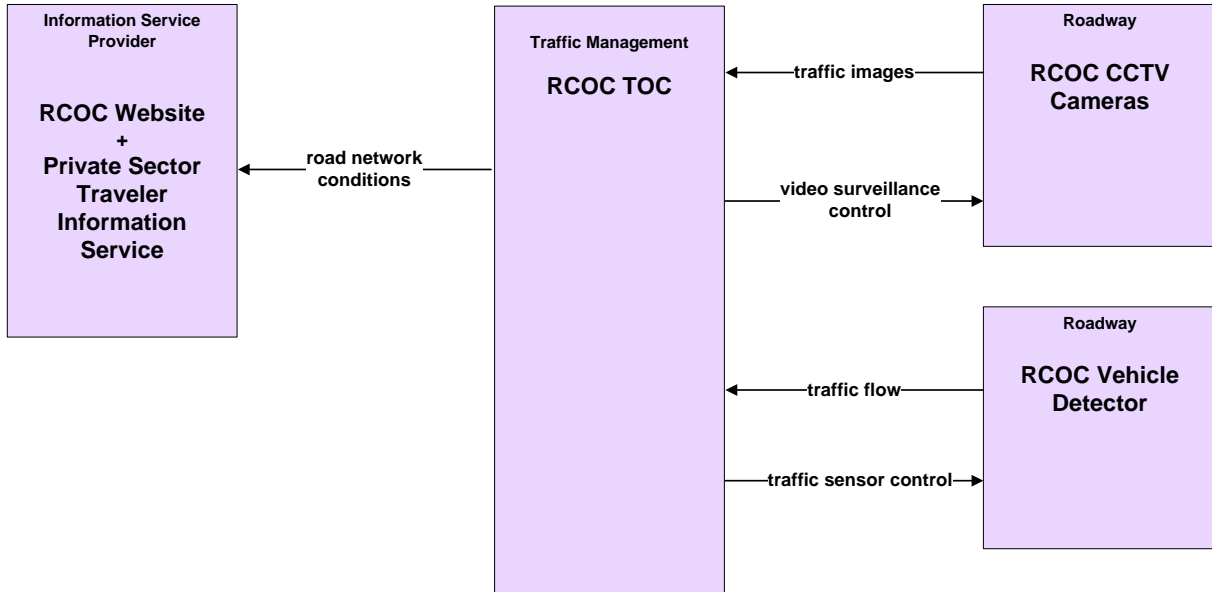 Information Service
Provider
RCOC Website
+
Private Sector
Traveler
Information
Service
road network
conditions
Traffic Management
RCOC TOC
traffic images
video surveillance
control
traffic flow
traffic sensor control
Roadway
RCOC CCTV
Cameras
Roadway
RCOC Vehicle
Detector